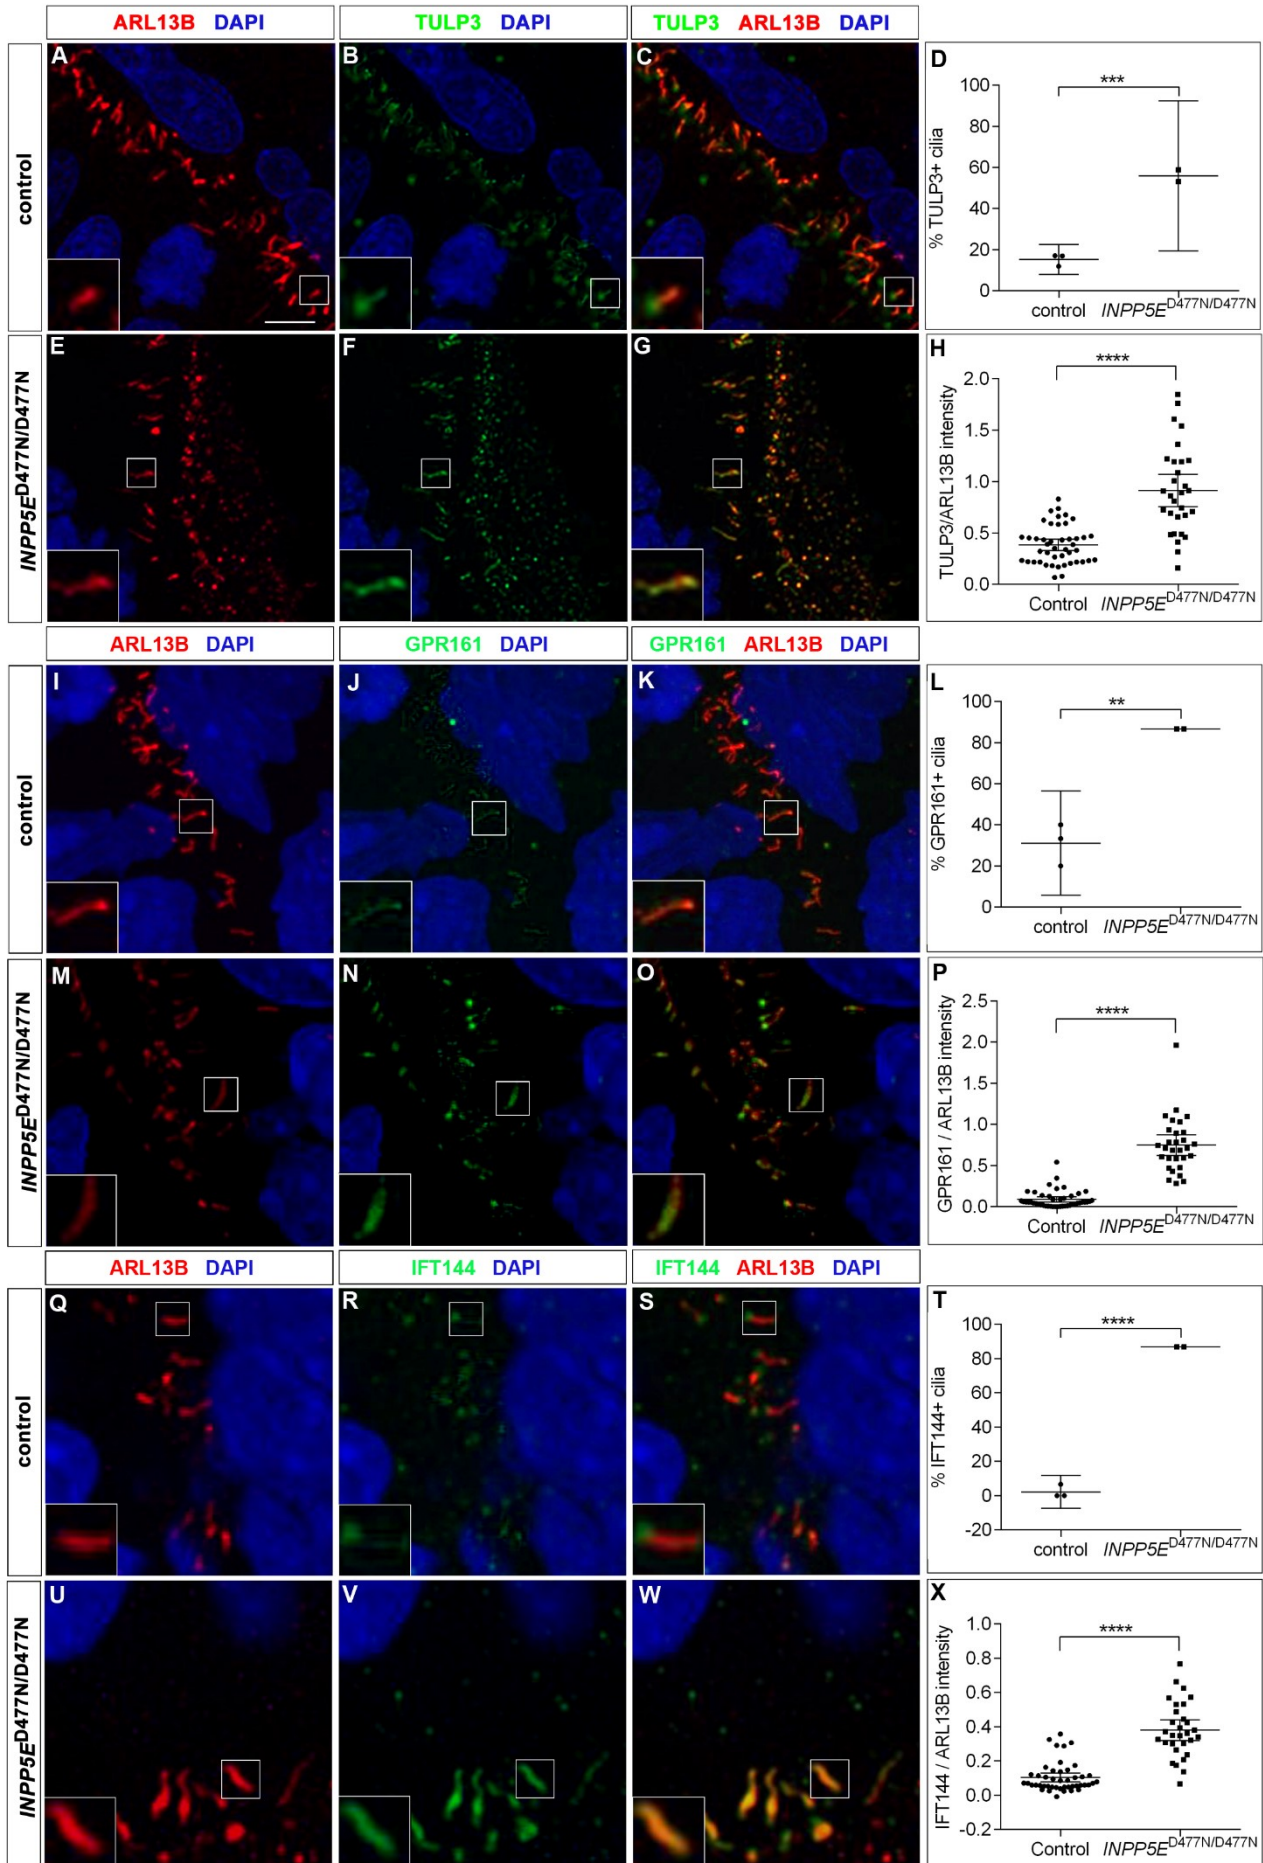 ARL13B DAPI
TULP3 DAPI
TULP3 ARL13B DAPI
control
A
B
C
D
% TULP3+ cilia
100
80
60
40
20
0
***
control INPP5E^D477N/D477N
INPP5E^D477N/D477N
E
F
G
H
TULP3/ARL13B intensity
2.0
1.5
1.0
0.5
0.0
****
Control INPP5E^D477N/D477N
ARL13B DAPI
GPR161 DAPI
GPR161 ARL13B DAPI
control
I
J
K
L
% GPR161+ cilia
100
80
60
40
20
0
**
control INPP5E^D477N/D477N
INPP5E^D477N/D477N
M
N
O
P
GPR161 / ARL13B intensity
2.5
2.0
1.5
1.0
0.5
0.0
****
Control INPP5E^D477N/D477N
ARL13B DAPI
IFT144 DAPI
IFT144 ARL13B DAPI
control
Q
R
S
T
% IFT144+ cilia
100
80
60
40
20
0
-20
****
control INPP5E^D477N/D477N
INPP5E^D477N/D477N
U
V
W
X
IFT144 / ARL13B intensity
1.0
0.8
0.6
0.4
0.2
0.0
-0.2
****
Control INPP5E^D477N/D477N